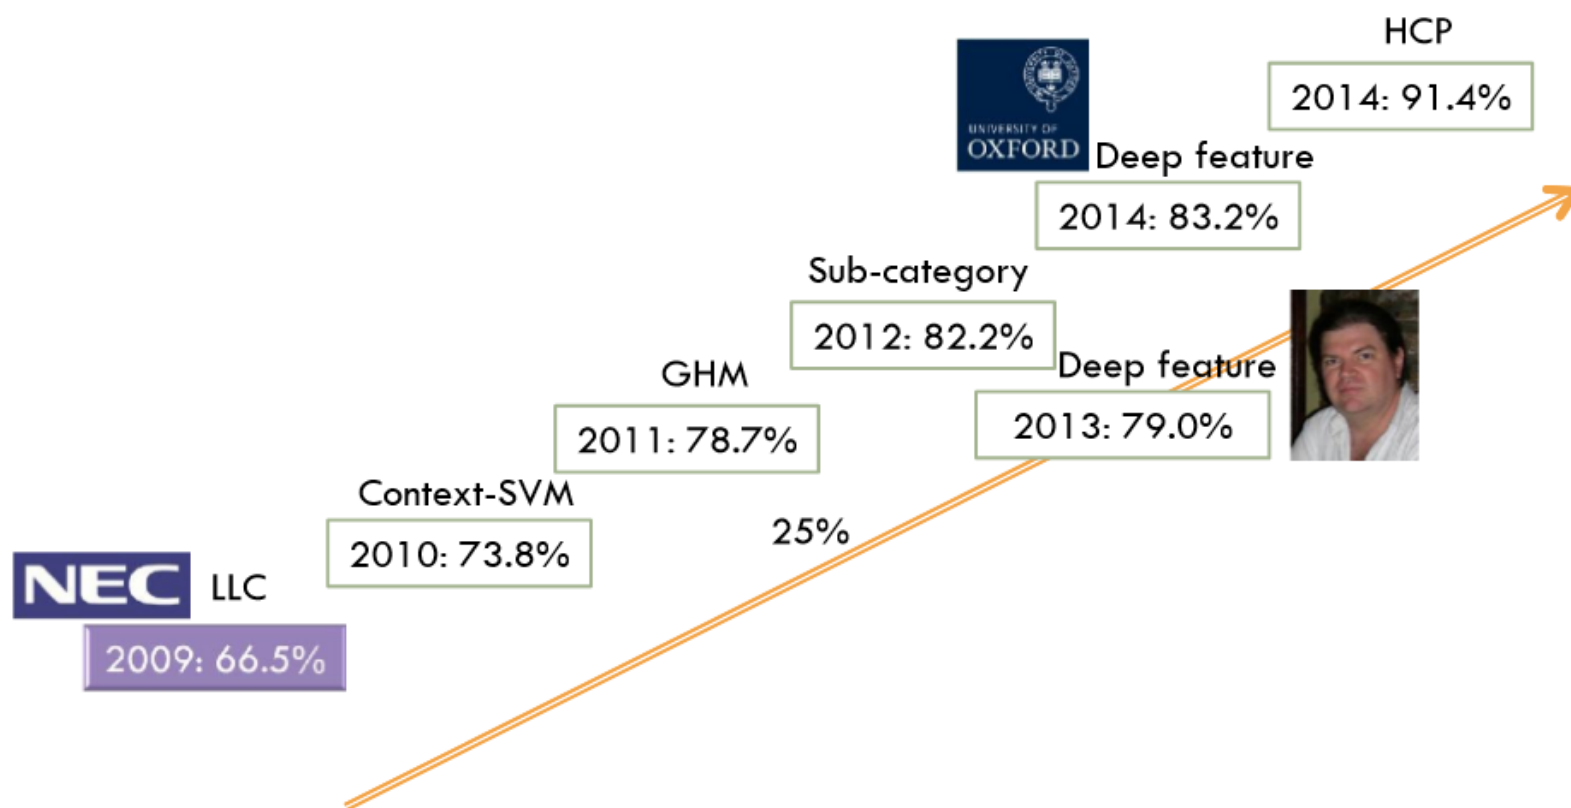 HCP
2014: 91.4%
UNIVERSITY OF
OXFORD
Deep feature
2014: 83.2%
Sub-category
2012: 82.2%
Deep feature
2013: 79.0%
GHM
2011: 78.7%
25%
Context-SVM
2010: 73.8%
NEC LLC
2009: 66.5%